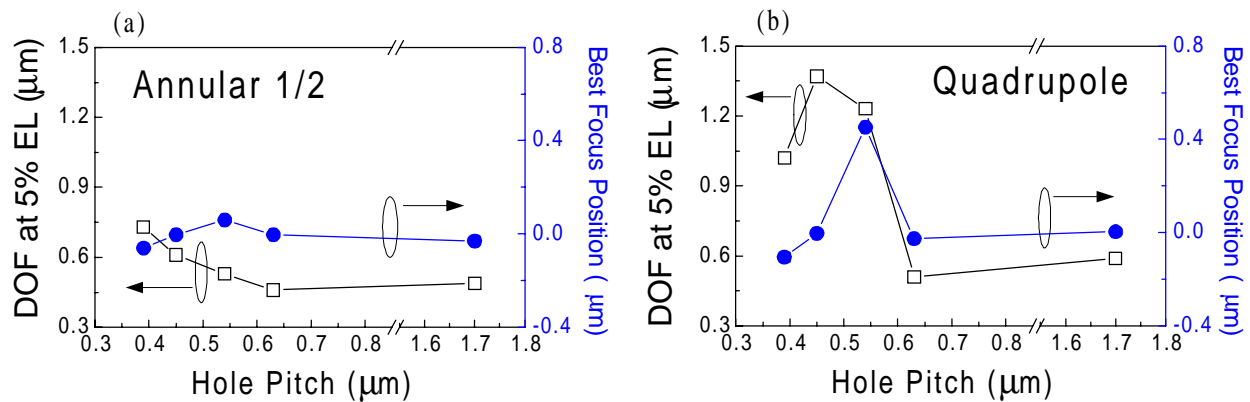 (a)
Annular 1/2
DOF at 5% EL (μm)
1.5
1.2
0.9
0.6
0.3
0.3 0.4 0.5 0.6 0.7 0.8 1.6 1.7 1.8
Hole Pitch (μm)
0.8
0.4
0.0
-0.4
Best Focus Position ( μm)
(b)
Quadrupole
DOF at 5% EL (μm)
1.5
1.2
0.9
0.6
0.3
0.3 0.4 0.5 0.6 0.7 0.8 1.6 1.7 1.8
Hole Pitch (μm)
0.8
0.4
0.0
-0.4
Best Focus Position ( μm)